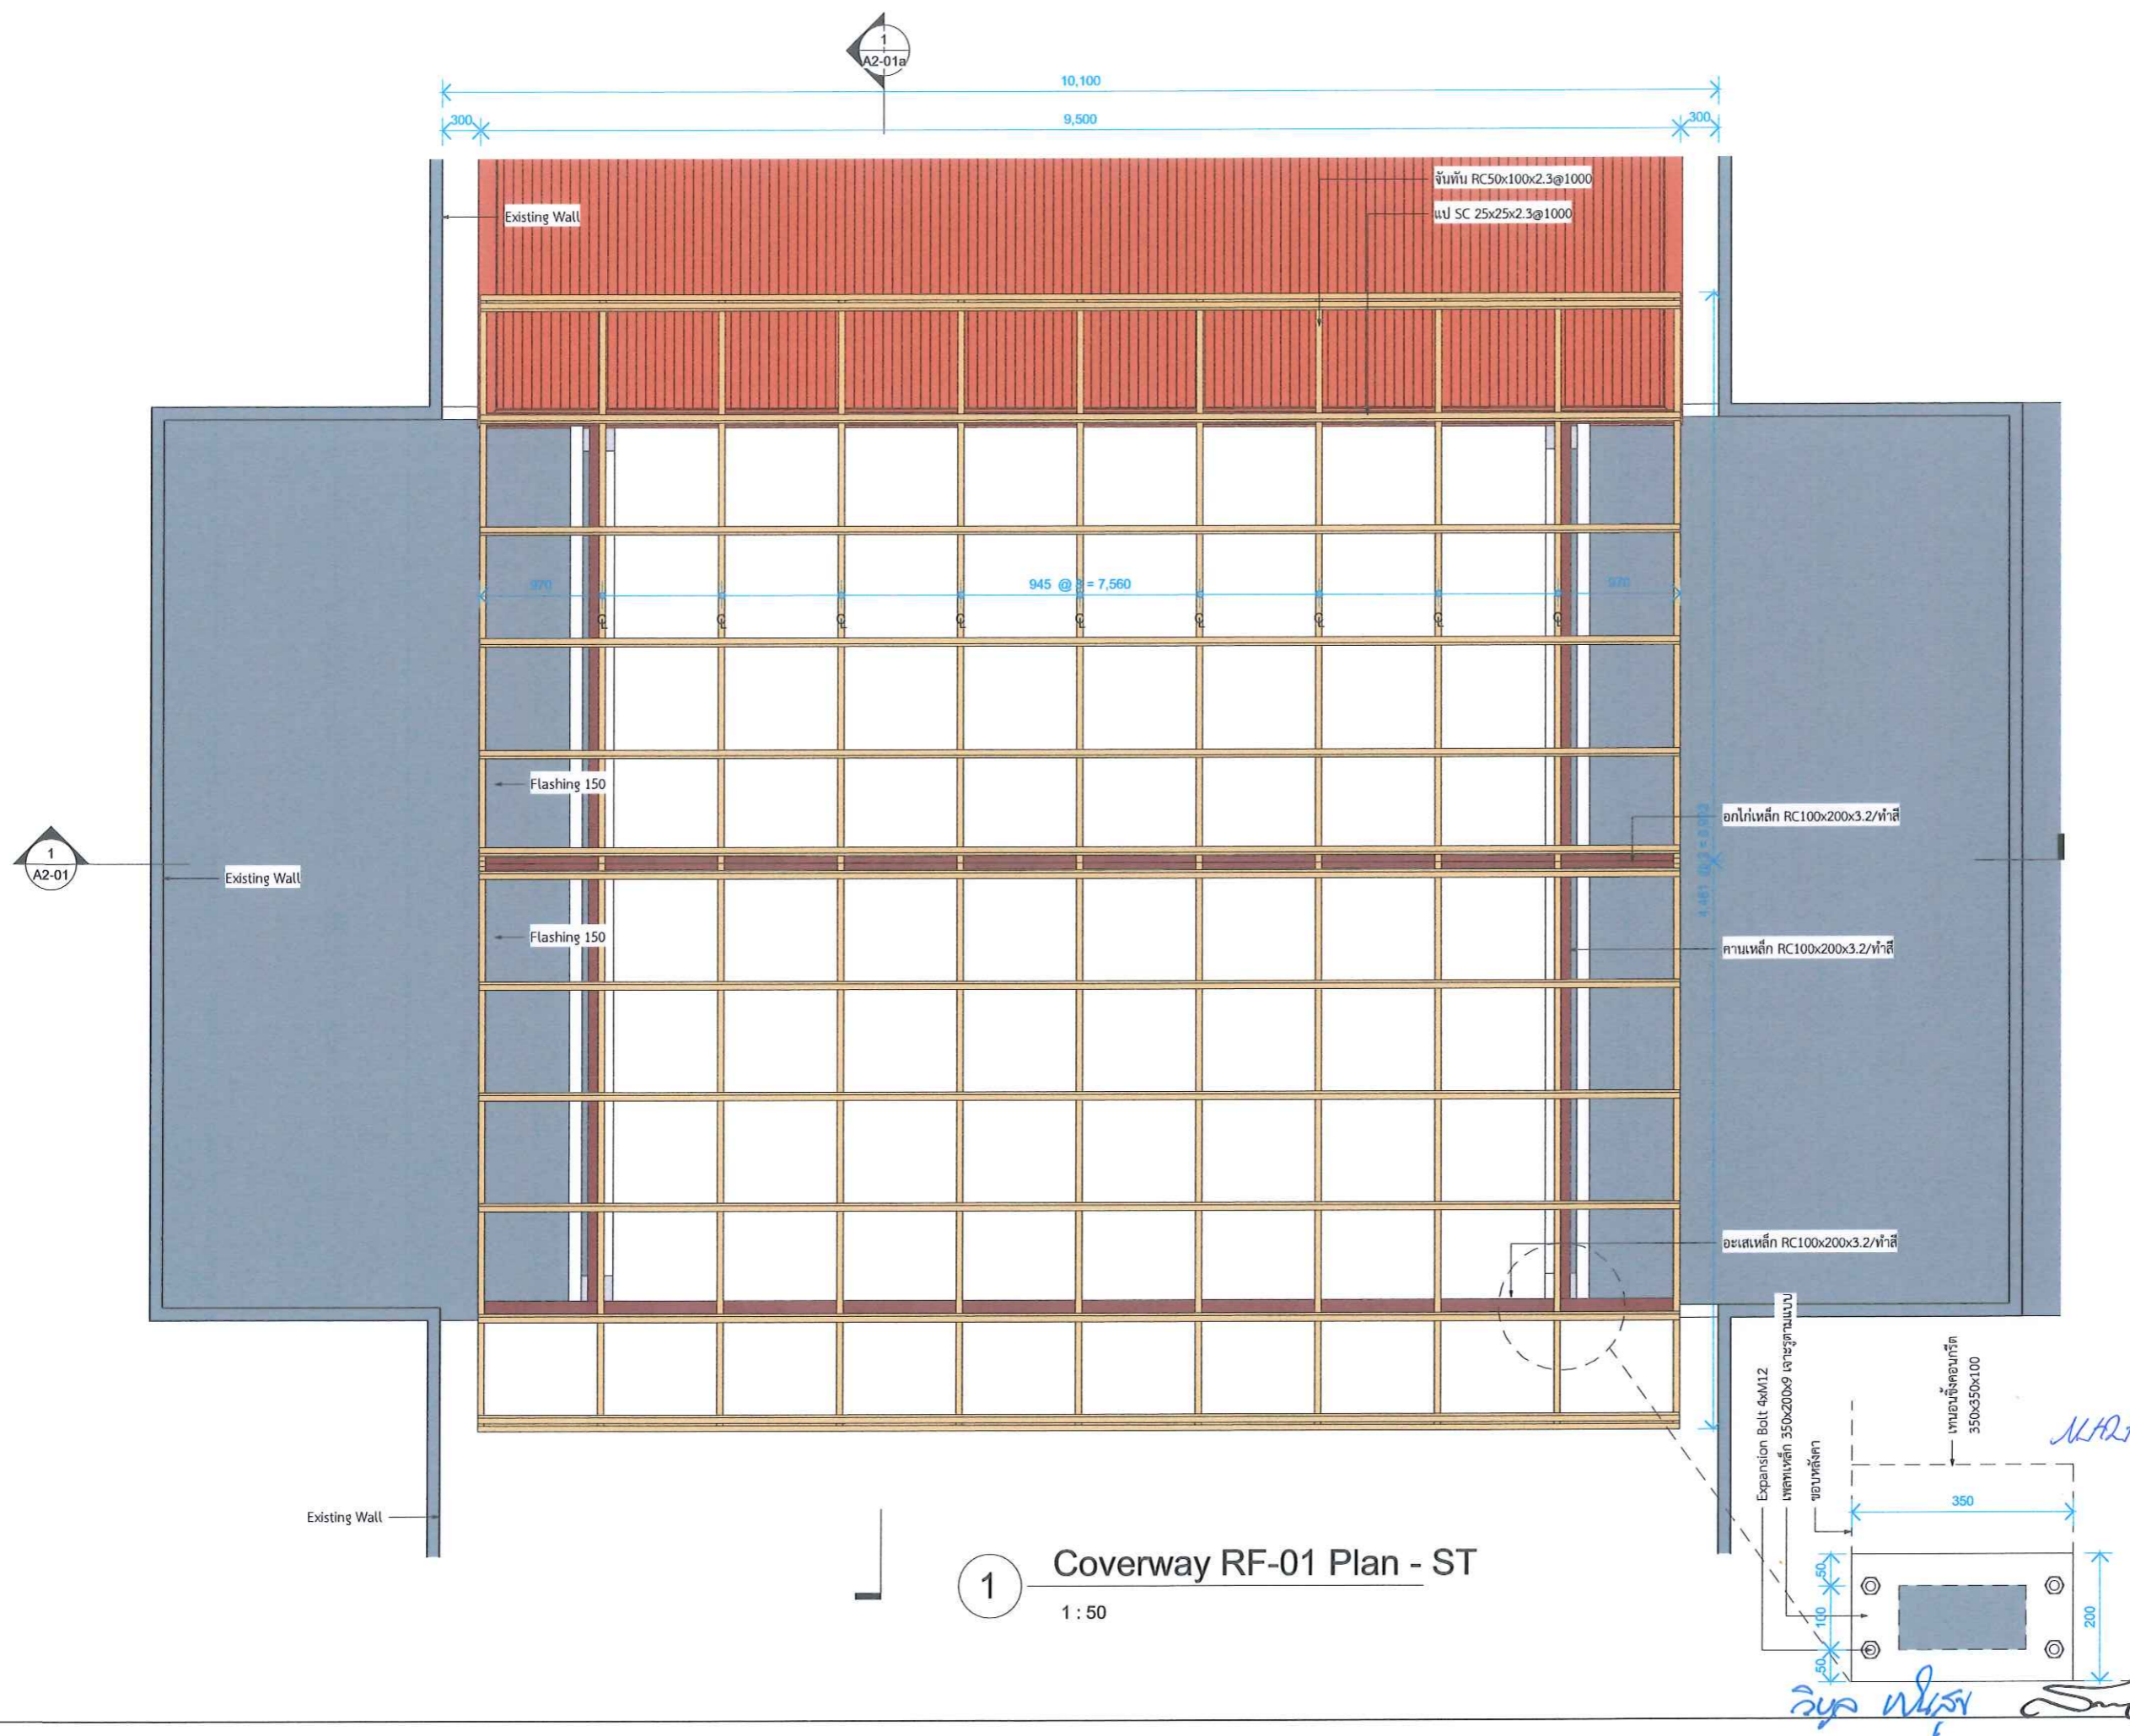 1
A2-01a
10,100
300
9,500
300
จันทัน RC50x100x2.3@1000
แป SC 25x25x2.3@1000
Existing Wall
970
945 @ 8 = 7,560
970
Flashing 150
อกไก่เหล็ก RC100x200x3.2/ทำสี
1
A2-01
Existing Wall
Flashing 150
คานเหล็ก RC100x200x3.2/ทำสี
อะเสเหล็ก RC100x200x3.2/ทำสี
Expansion Bolt 4xM12
เพลทเหล็ก 350x200x9 เจาะรูตามแบบ
ขอบหลังคา
เทนอนชิ่งคอนกรีต
350x350x100
Existing Wall
350
1
Coverway RF-01 Plan - ST
1 : 50
50
100
50
200